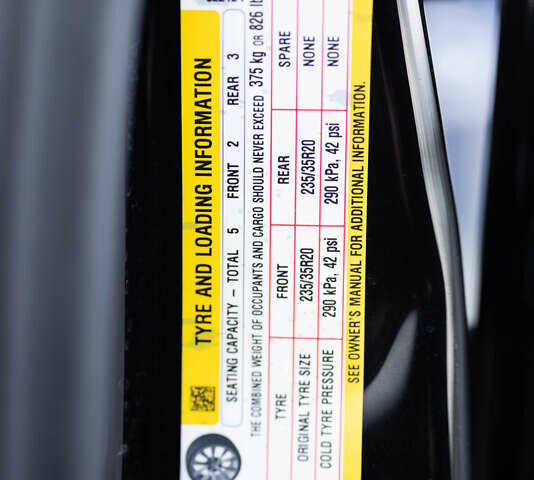 TYRE AND LOADING INFORMATION
SEATING CAPACITY – TOTAL 5 FRONT 2 REAR 3
THE COMBINED WEIGHT OF OCCUPANTS AND CARGO SHOULD NEVER EXCEED 375 kg OR 826 lb
TYRE FRONT REAR SPARE
ORIGINAL TYRE SIZE 235/35R20 235/35R20 NONE
COLD TYRE PRESSURE 290 kPa, 42 psi 290 kPa, 42 psi NONE
SEE OWNER'S MANUAL FOR ADDITIONAL INFORMATION.